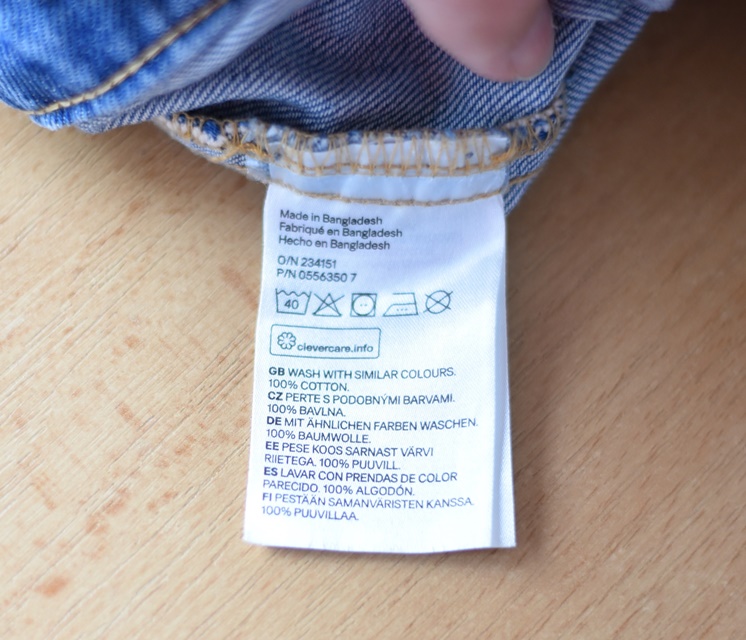 Made in Bangladesh
Fabriqué en Bangladesh
Hecho en Bangladesh
O/N 234151
P/N 0556350 7
40
clevercare.info
GB WASH WITH SIMILAR COLOURS.
100% COTTON.
CZ PERTE S PODOBNÝMI BARVAMI.
100% BAVLNA.
DE MIT ÄHNLICHEN FARBEN WASCHEN.
100% BAUMWOLLE.
EE PESE KOOS SARNAST VÄRVI
RIIETEGA. 100% PUUVILL.
ES LAVAR CON PRENDAS DE COLOR
PARECIDO. 100% ALGODÓN.
FI PESTÄÄN SAMANVÄRISTEN KANSSA.
100% PUUVILLAA.